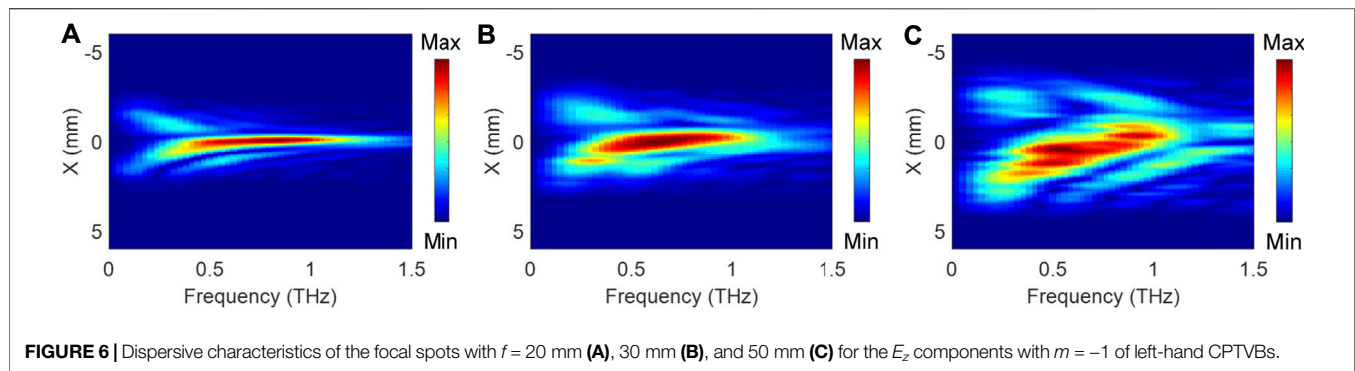 A
B
C
Max
Max
Max
-5
-5
-5
X (mm)
X (mm)
X (mm)
0
0
0
5
5
5
Min
Min
Min
0 0.5 1 1.5
0 0.5 1 1.5
0 0.5 1 1.5
Frequency (THz)
Frequency (THz)
Frequency (THz)
FIGURE 6 | Dispersive characteristics of the focal spots with f = 20 mm (A), 30 mm (B), and 50 mm (C) for the Ez components with m = −1 of left-hand CPTVBs.